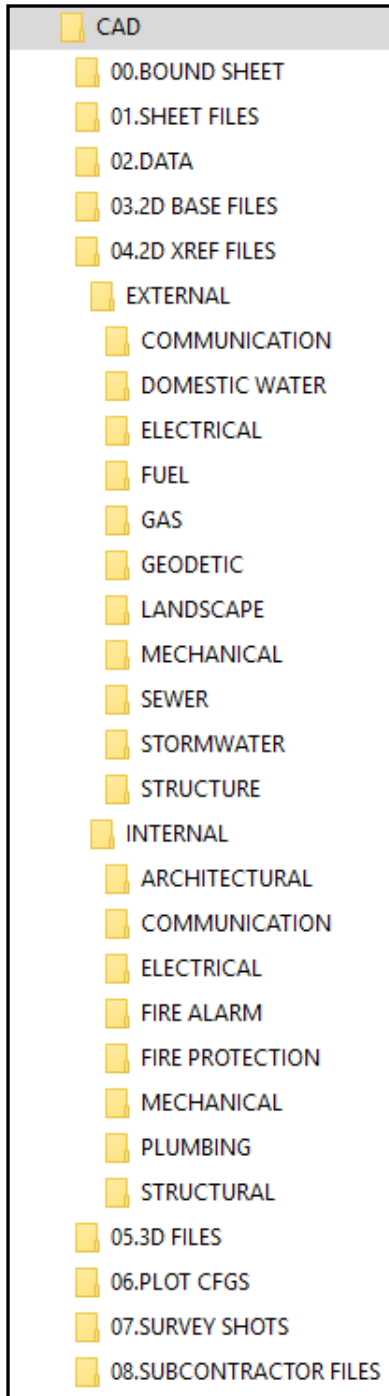 CAD
00.BOUND SHEET
01.SHEET FILES
02.DATA
03.2D BASE FILES
04.2D XREF FILES
EXTERNAL
COMMUNICATION
DOMESTIC WATER
ELECTRICAL
FUEL
GAS
GEODETIC
LANDSCAPE
MECHANICAL
SEWER
STORMWATER
STRUCTURE
INTERNAL
ARCHITECTURAL
COMMUNICATION
ELECTRICAL
FIRE ALARM
FIRE PROTECTION
MECHANICAL
PLUMBING
STRUCTURAL
05.3D FILES
06.PLOT CFGS
07.SURVEY SHOTS
08.SUBCONTRACTOR FILES